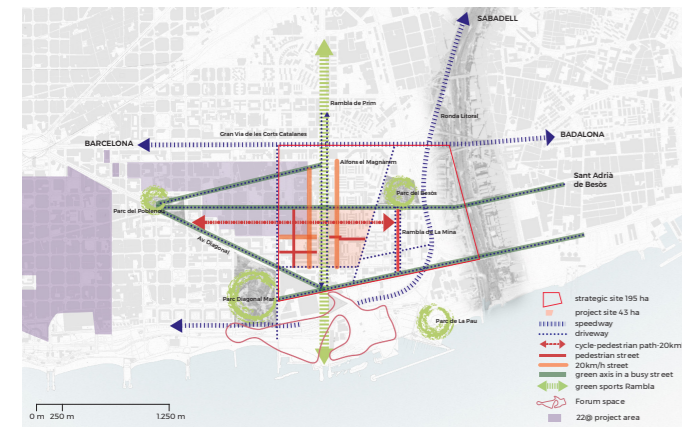 SABADELL
Rambla de Prim
Ronda Litoral
Gran Via de les Corts Catalanes
BADALONA
BARCELONA
Alfons el Magnànim
Sant Adrià
de Besòs
Parc del Besòs
Parc del Poblenou
Rambla de La Mina
Av. Diagonal
Parc Diagonal Mar
Parc de La Pau
strategic site 195 ha
project site 43 ha
speedway
driveway
cycle-pedestrian path-20km
pedestrian street
20km/h street
green axis in a busy street
green sports Rambla
Forum space
22@ project area
0 m 250 m 1.250 m